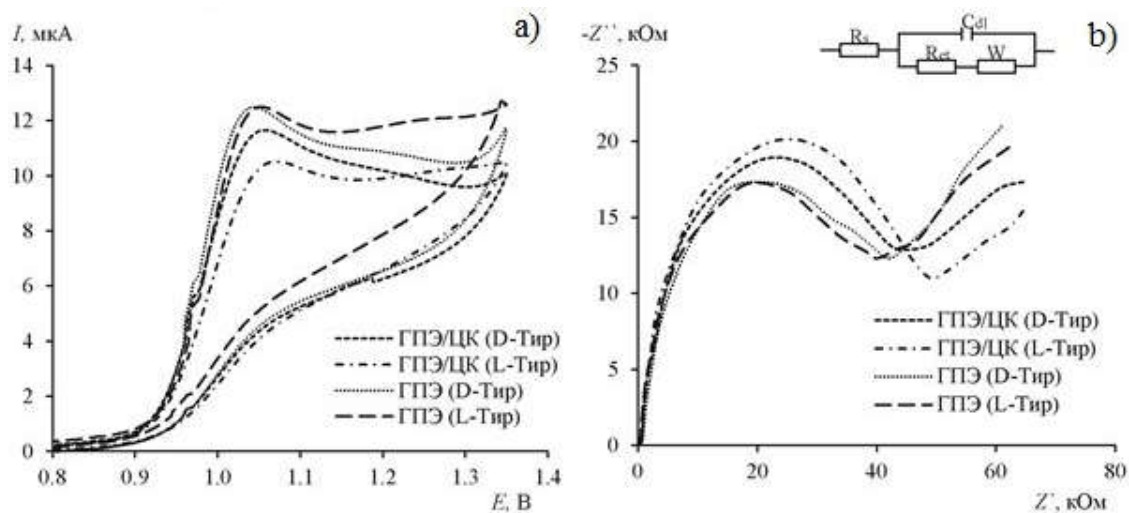 I, мкА
a)
14
12
10
8
6
4
2
0
0.8 0.9 1.0 1.1 1.2 1.3 1.4
E, В
ГПЭ/ЦК (D-Тир)
ГПЭ/ЦК (L-Тир)
ГПЭ (D-Тир)
ГПЭ (L-Тир)
-Z``, кОм
b)
Rs
Cdl
Ret
W
25
20
15
10
5
0
0 20 40 60 80
Z`, кОм
ГПЭ/ЦК (D-Тир)
ГПЭ/ЦК (L-Тир)
ГПЭ (D-Тир)
ГПЭ (L-Тир)